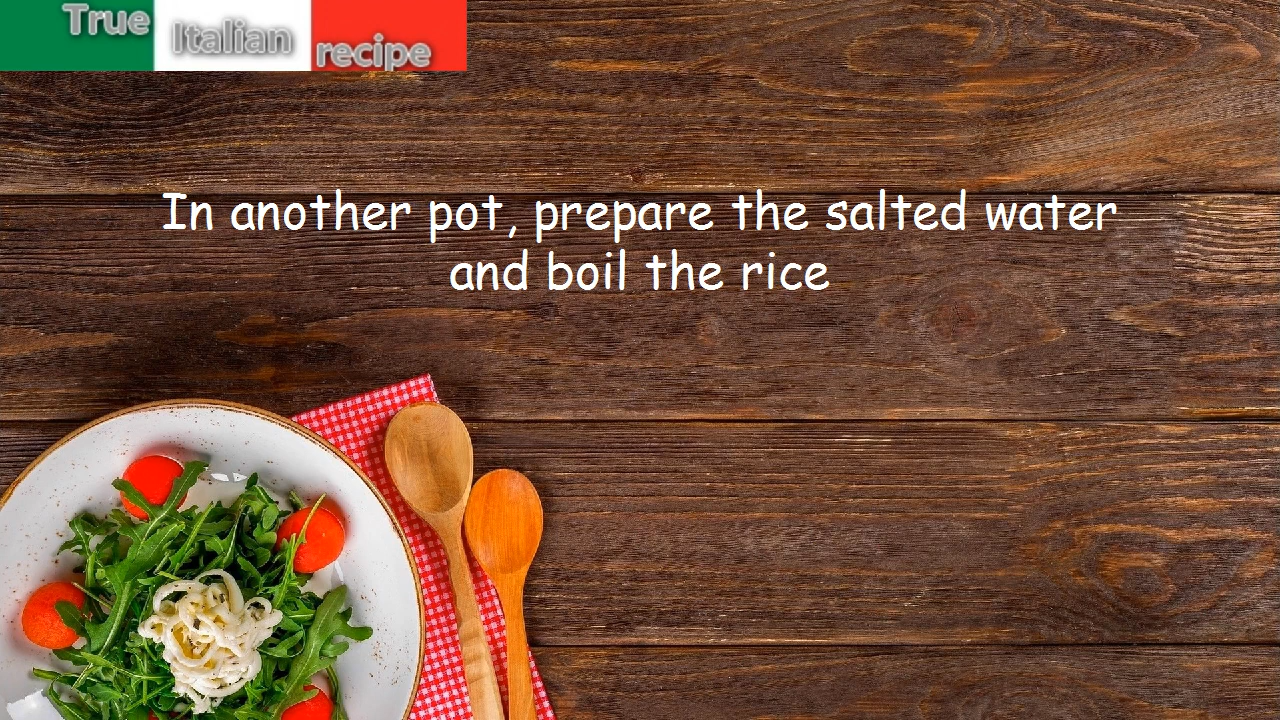 True Italian recipe
In another pot, prepare the salted water
and boil the rice